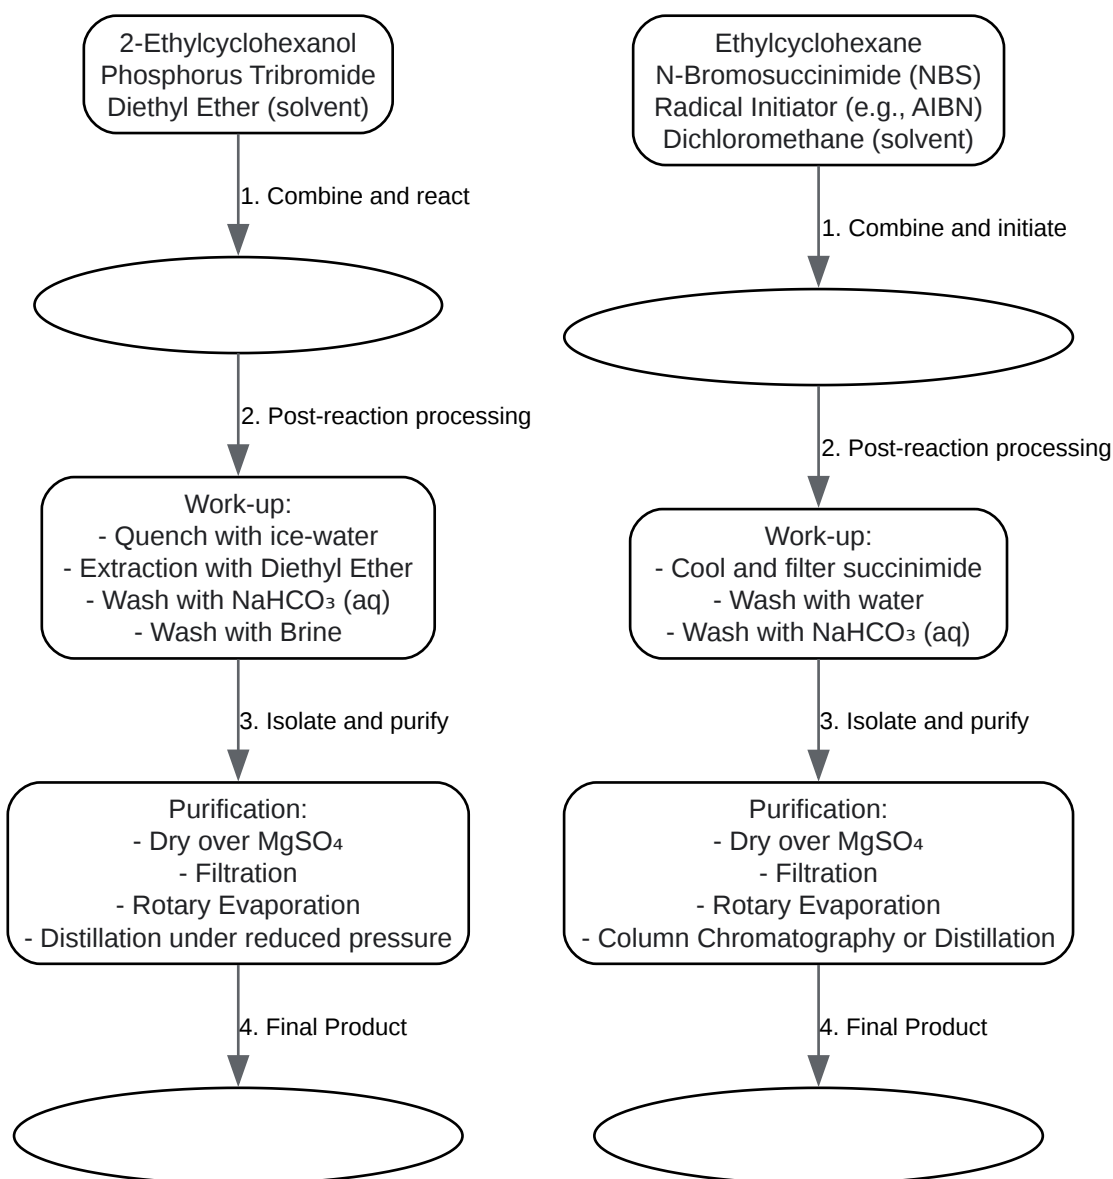 2-Ethylcyclohexanol
Phosphorus Tribromide
Diethyl Ether (solvent)
1. Combine and react
2. Post-reaction processing
Work-up:
- Quench with ice-water
- Extraction with Diethyl Ether
- Wash with NaHCO₃ (aq)
- Wash with Brine
3. Isolate and purify
Purification:
- Dry over MgSO₄
- Filtration
- Rotary Evaporation
- Distillation under reduced pressure
4. Final Product
Ethylcyclohexane
N-Bromosuccinimide (NBS)
Radical Initiator (e.g., AIBN)
Dichloromethane (solvent)
1. Combine and initiate
2. Post-reaction processing
Work-up:
- Cool and filter succinimide
- Wash with water
- Wash with NaHCO₃ (aq)
3. Isolate and purify
Purification:
- Dry over MgSO₄
- Filtration
- Rotary Evaporation
- Column Chromatography or Distillation
4. Final Product